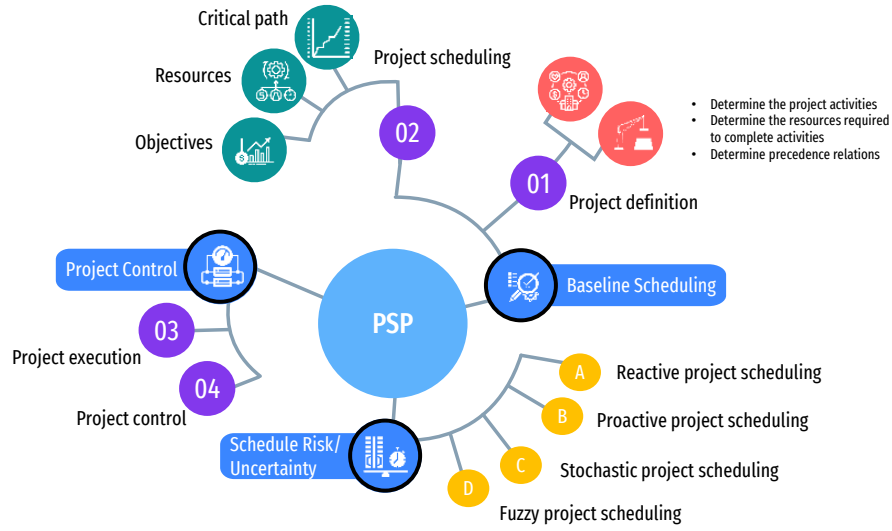 Critical path
Project scheduling
Resources
Objectives
02
• Determine the project activities
• Determine the resources required
to complete activities
• Determine precedence relations
01
Project definition
Project Control
PSP
Baseline Scheduling
03
Project execution
04
Project control
Schedule Risk/
Uncertainty
A
Reactive project scheduling
B
Proactive project scheduling
C
Stochastic project scheduling
D
Fuzzy project scheduling